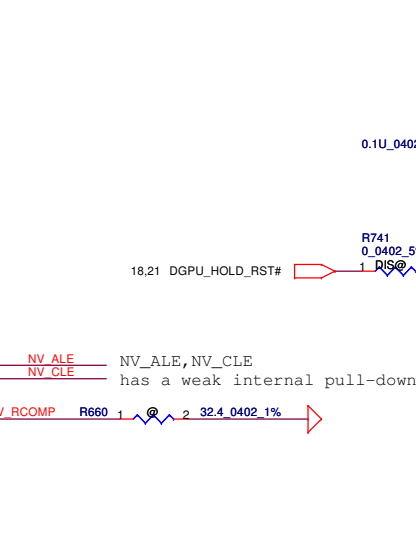 0.1U_0402
R741
0_0402_5
18,21 DGPU_HOLD_RST# 1 DIS@
NV_ALE NV_ALE,NV_CLE
NV_CLE has a weak internal pull-down
V_RCOMP R660 1 @ 2 32.4_0402_1%